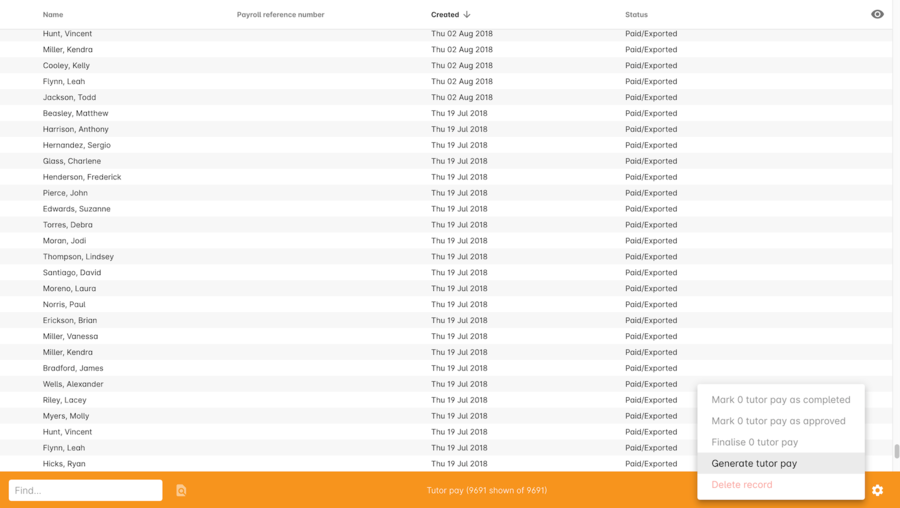 Name Payroll reference number Created Status
Hunt, Vincent Thu 02 Aug 2018 Paid/Exported
Miller, Kendra Thu 02 Aug 2018 Paid/Exported
Cooley, Kelly Thu 02 Aug 2018 Paid/Exported
Flynn, Leah Thu 02 Aug 2018 Paid/Exported
Jackson, Todd Thu 02 Aug 2018 Paid/Exported
Beasley, Matthew Thu 19 Jul 2018 Paid/Exported
Harrison, Anthony Thu 19 Jul 2018 Paid/Exported
Hernandez, Sergio Thu 19 Jul 2018 Paid/Exported
Glass, Charlene Thu 19 Jul 2018 Paid/Exported
Henderson, Frederick Thu 19 Jul 2018 Paid/Exported
Pierce, John Thu 19 Jul 2018 Paid/Exported
Edwards, Suzanne Thu 19 Jul 2018 Paid/Exported
Torres, Debra Thu 19 Jul 2018 Paid/Exported
Moran, Jodi Thu 19 Jul 2018 Paid/Exported
Thompson, Lindsey Thu 19 Jul 2018 Paid/Exported
Santiago, David Thu 19 Jul 2018 Paid/Exported
Moreno, Laura Thu 19 Jul 2018 Paid/Exported
Norris, Paul Thu 19 Jul 2018 Paid/Exported
Erickson, Brian Thu 19 Jul 2018 Paid/Exported
Miller, Vanessa Thu 19 Jul 2018 Paid/Exported
Miller, Kendra Thu 19 Jul 2018 Paid/Exported
Bradford, James Thu 19 Jul 2018 Paid/Exported
Wells, Alexander Thu 19 Jul 2018 Paid/Exported
Riley, Lacey Thu 19 Jul 2018 Paid/Exported
Myers, Molly Thu 19 Jul 2018 Paid/Exported
Hunt, Vincent Thu 19 Jul 2018 Paid/Exported
Flynn, Leah Thu 19 Jul 2018 Paid/Exported
Hicks, Ryan Thu 19 Jul 2018 Paid/Exported
Mark 0 tutor pay as completed
Mark 0 tutor pay as approved
Finalise 0 tutor pay
Generate tutor pay
Delete record
Find... Tutor pay (9691 shown of 9691)